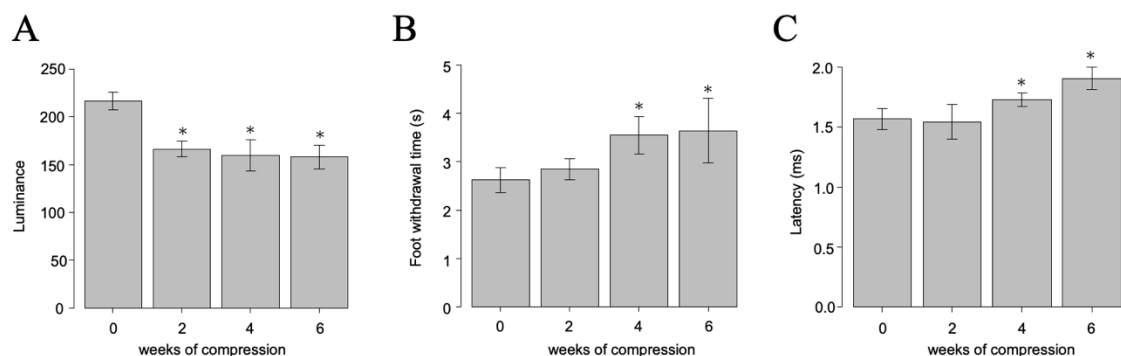 A
Luminance
250
200
150
100
50
0
* * *
0 2 4 6
weeks of compression
B
Foot withdrawal time (s)
5
4
3
2
1
0
* *
0 2 4 6
weeks of compression
C
Latency (ms)
2.0
1.5
1.0
0.5
0.0
* *
0 2 4 6
weeks of compression